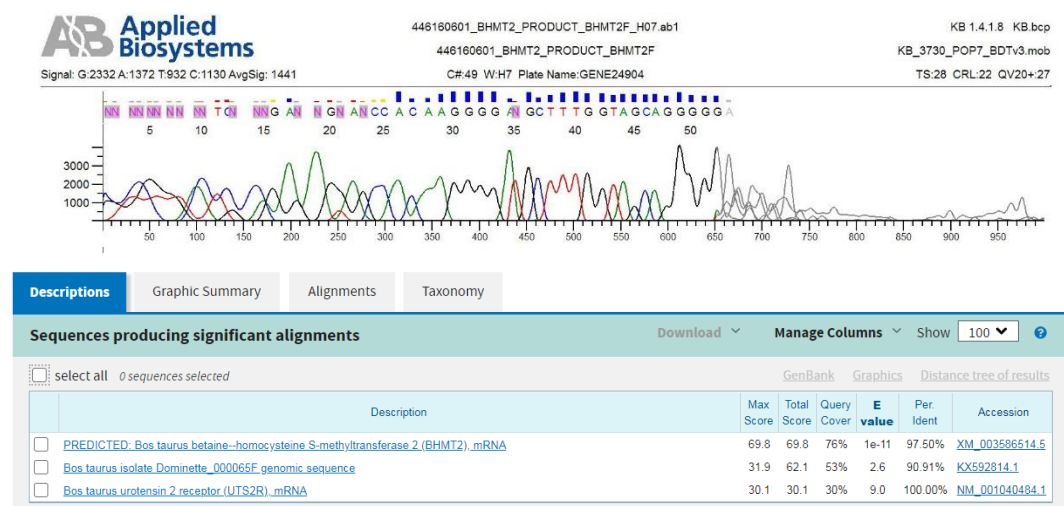 Applied
Biosystems
446160601_BHMT2_PRODUCT_BHMT2F_H07.ab1
446160601_BHMT2_PRODUCT_BHMT2F
KB 1.4.1.8 KB.bcp
KB_3730_POP7_BDTv3.mob
Signal: G:2332 A:1372 T:932 C:1130 AvgSig: 1441
C#:49 W:H7 Plate Name:GENE24904
TS:28 CRL:22 QV20+:27
NN NN NN NN NN TCN NNG AN N GN AN CC A C A A G G G G A N G C T T T G G T A G C A G G G G G A
5 10 15 20 25 30 35 40 45 50
3000
2000
1000
50 100 150 200 250 300 350 400 450 500 550 600 650 700 750 800 850 900 950
Descriptions Graphic Summary Alignments Taxonomy
Sequences producing significant alignments Download Manage Columns Show 100 ?
select all 0 sequences selected GenBank Graphics Distance tree of results
Description Max Score Total Score Query Cover E value Per. Ident Accession
PREDICTED: Bos taurus betaine--homocysteine S-methyltransferase 2 (BHMT2), mRNA 69.8 69.8 76% 1e-11 97.50% XM_003586514.5
Bos taurus isolate Dominette_000065F genomic sequence 31.9 62.1 53% 2.6 90.91% KX592814.1
Bos taurus urotensin 2 receptor (UTS2R), mRNA 30.1 30.1 30% 9.0 100.00% NM_001040484.1